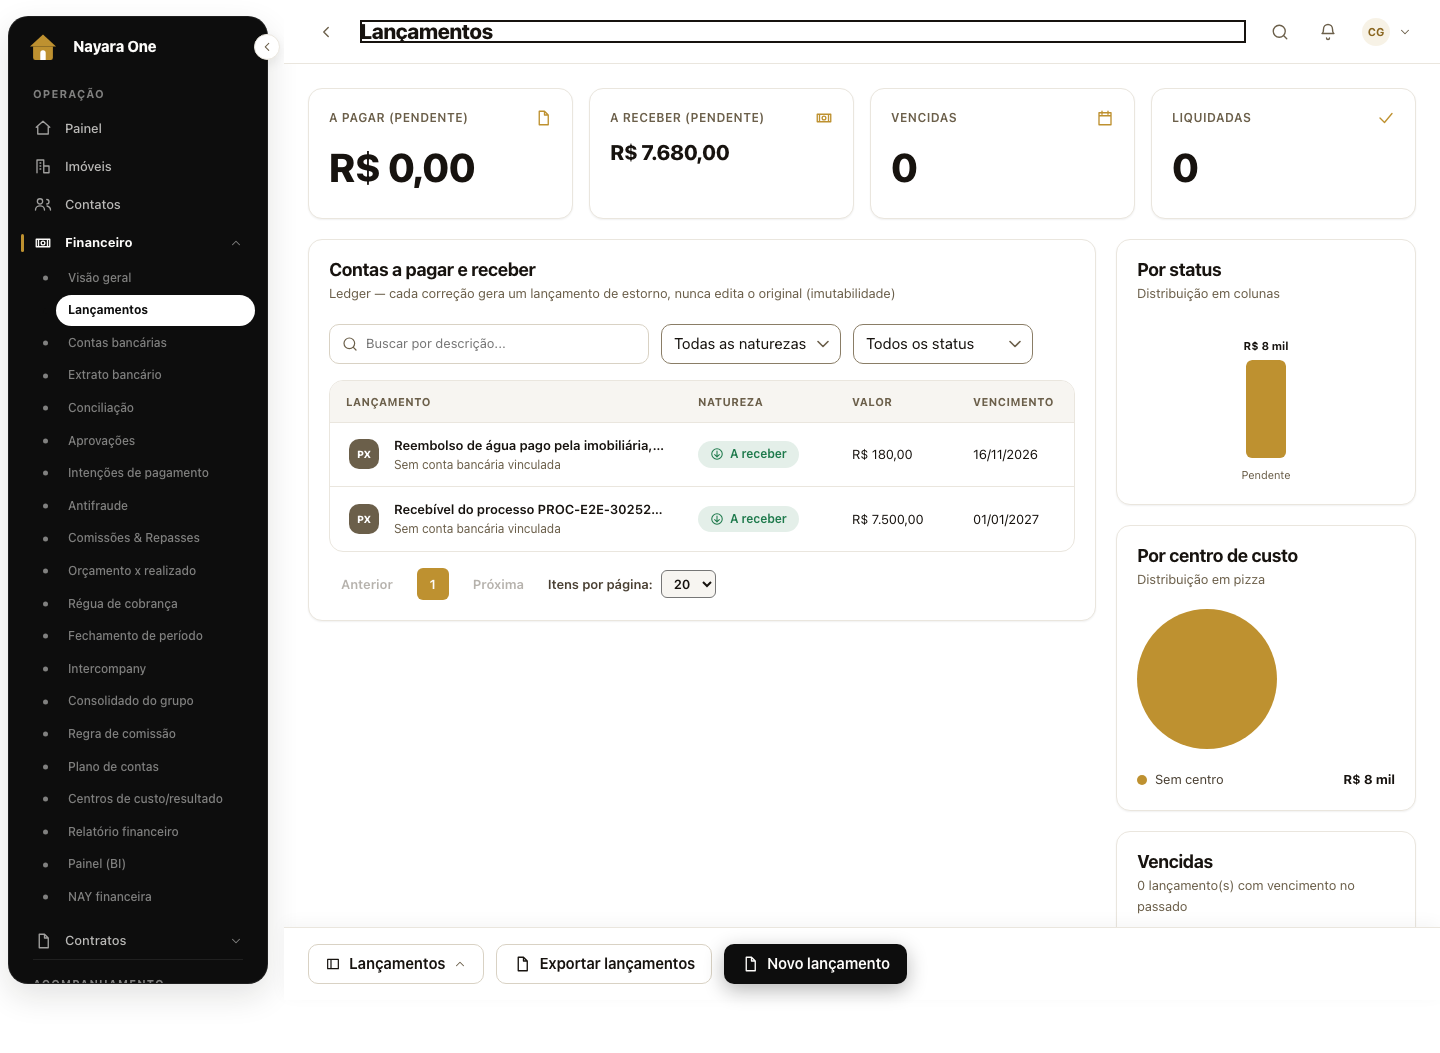 Nayara One
OPERAÇÃO
Painel
Imóveis
Contatos
Financeiro
Visão geral
Lançamentos
Contas bancárias
Extrato bancário
Conciliação
Aprovações
Intenções de pagamento
Antifraude
Comissões & Repasses
Orçamento x realizado
Régua de cobrança
Fechamento de período
Intercompany
Consolidado do grupo
Regra de comissão
Plano de contas
Centros de custo/resultado
Relatório financeiro
Painel (BI)
NAY financeira
Contratos
ACOMPANHAMENTO
Lançamentos
CG
A PAGAR (PENDENTE)
R$ 0,00
A RECEBER (PENDENTE)
R$ 7.680,00
VENCIDAS
0
LIQUIDADAS
0
Contas a pagar e receber
Ledger — cada correção gera um lançamento de estorno, nunca edita o original (imutabilidade)
Buscar por descrição...
Todas as naturezas
Todos os status
LANÇAMENTO NATUREZA VALOR VENCIMENTO
PX Reembolso de água pago pela imobiliária,... A receber R$ 180,00 16/11/2026
Sem conta bancária vinculada
PX Recebível do processo PROC-E2E-30252... A receber R$ 7.500,00 01/01/2027
Sem conta bancária vinculada
Anterior 1 Próxima Itens por página: 20
Por status
Distribuição em colunas
R$ 8 mil
Pendente
Por centro de custo
Distribuição em pizza
Sem centro R$ 8 mil
Vencidas
0 lançamento(s) com vencimento no
passado
Lançamentos
Exportar lançamentos
Novo lançamento